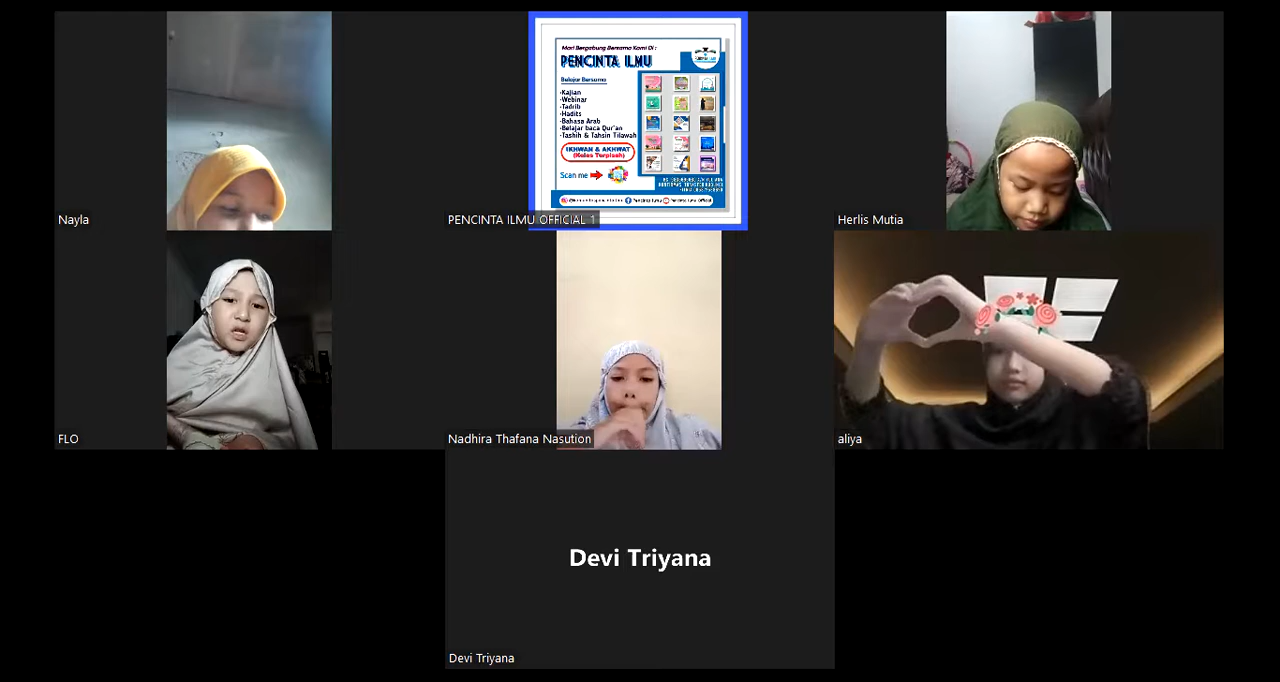 Mari Bergabung Bersama Kami Di :
PENCINTA ILMU
Belajar Bersama
-Kajian
-Webinar
-Tadrib
-Hadits
-Bahasa Arab
-Belajar baca Qur'an
-Tashih & Tahsin Tilawah
IKHWAN & AKHWAT
(Kelas Terpisah)
Scan me
Nayla
PENCINTA ILMU OFFICIAL 1
Herlis Mutia
FLO
Nadhira Thafana Nasution
aliya
Devi Triyana
Devi Triyana